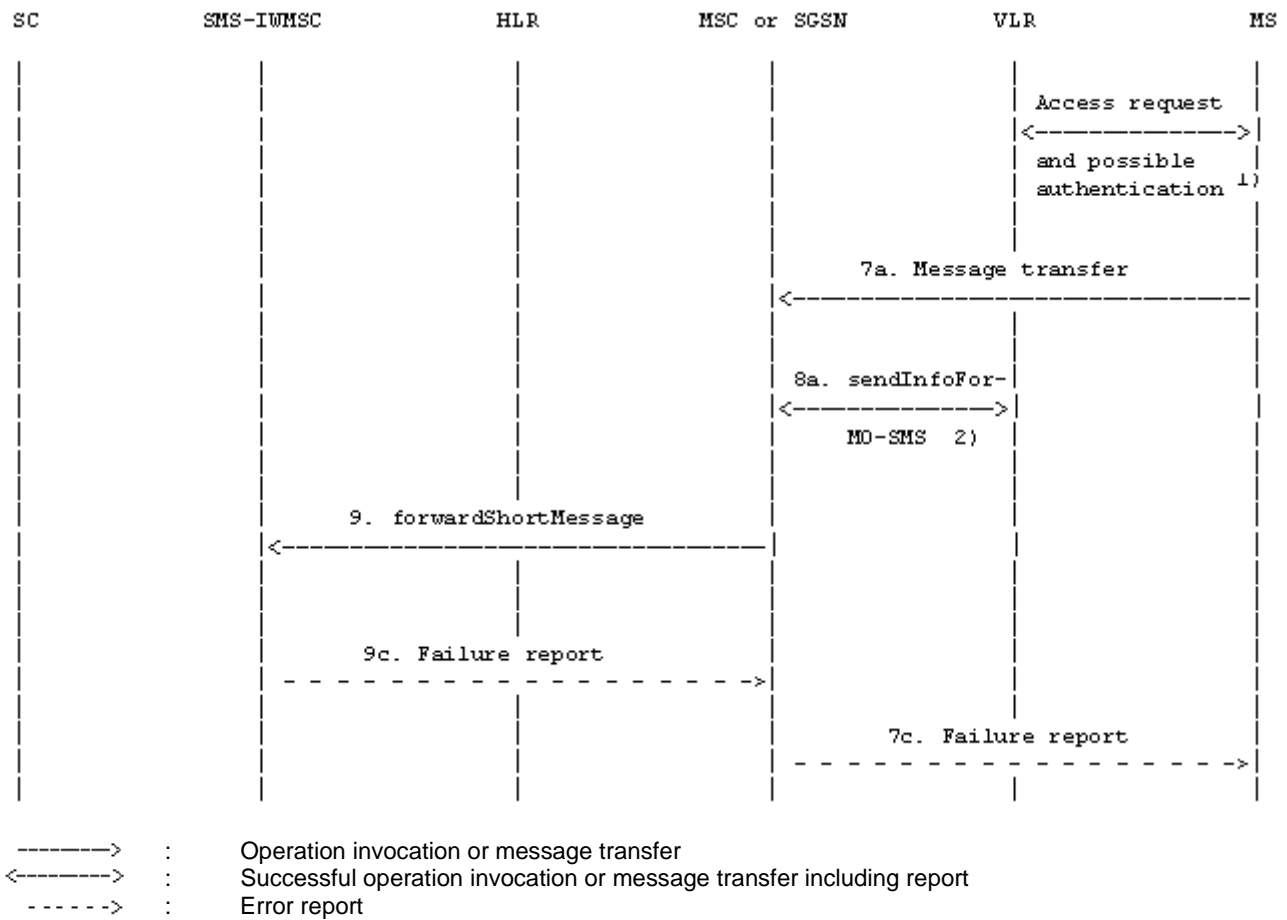 SC SMS-IWMSC HLR MSC or SGSN VLR MS
Access request
and possible
authentication 1)
7a. Message transfer
8a. sendInfoFor-
MO-SMS 2)
9. forwardShortMessage
9c. Failure report
7c. Failure report
: Operation invocation or message transfer
: Successful operation invocation or message transfer including report
: Error report